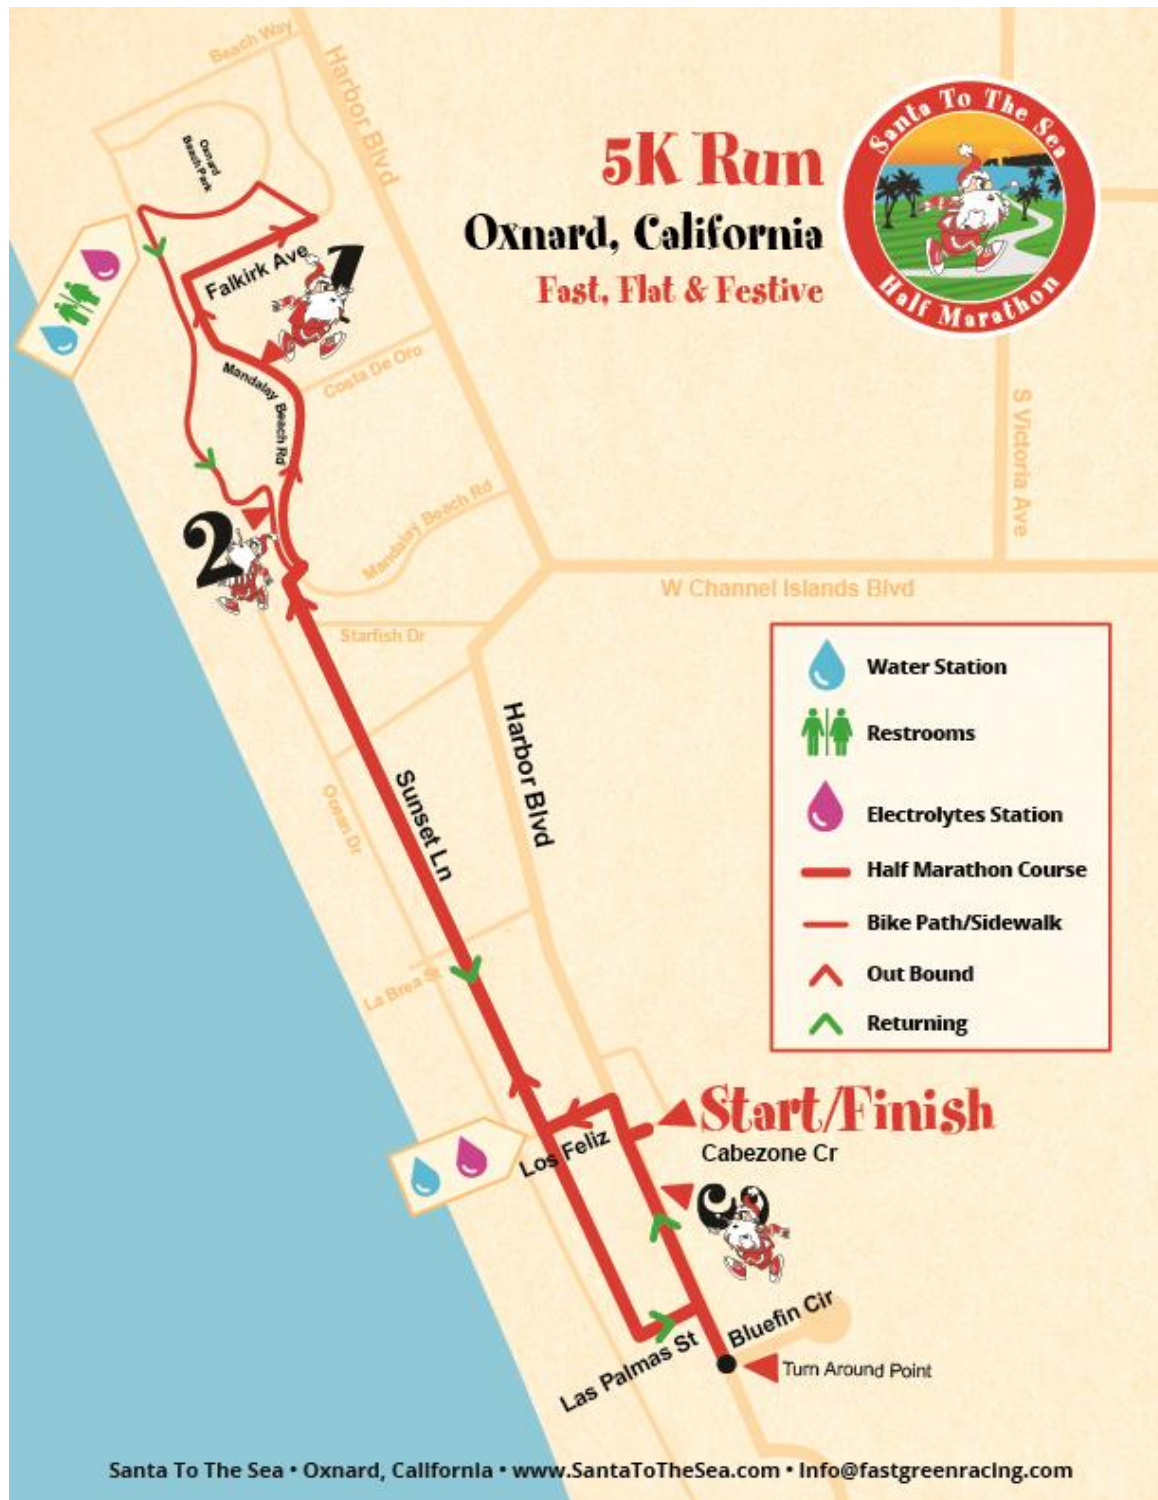 Beach Way
Harbor Blvd
Oxnard
Beach Park
5K Run
Oxnard, California
Fast, Flat & Festive
Santa To The Sea
Half Marathon
Falkirk Ave
1
Costa De Oro
Mandalay Beach Rd
S Victoria Ave
Mandalay Beach Rd
2
W Channel Islands Blvd
Starfish Dr
Water Station
Restrooms
Electrolytes Station
Half Marathon Course
Bike Path/Sidewalk
Out Bound
Returning
Harbor Blvd
Sunset Ln
Ocean Dr
La Brea St
Start/Finish
Cabezone Cr
Los Feliz
3
Bluefin Cir
Las Palmas St
Turn Around Point
Santa To The Sea • Oxnard, California • www.SantaToTheSea.com • Info@fastgreenracing.com